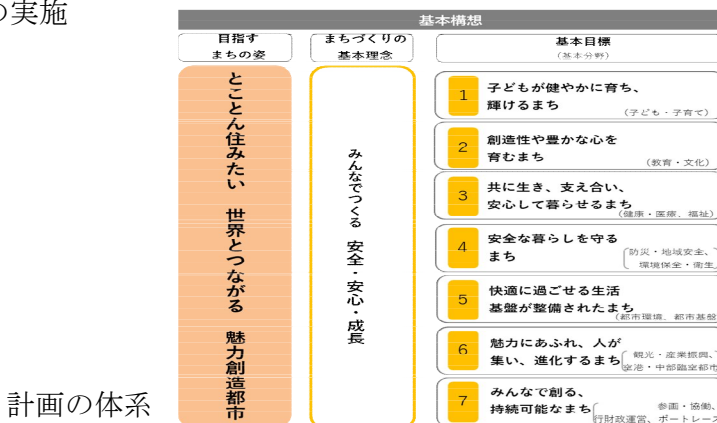 の実施
基本構想
目指す
まちの姿
まちづくりの
基本理念
基本目標
(基本分野)
とことん住みたい 世界とつながる 魅力創造都市
みんなでつくる 安全・安心・成長
1
子どもが健やかに育ち、
輝けるまち
(子ども・子育て)
2
創造性や豊かな心を
育むまち
(教育・文化)
3
共に生き、支え合い、
安心して暮らせるまち
(健康・医療、福祉)
4
安全な暮らしを守る
まち
防災・地域安全、
環境保全・衛生
5
快適に過ごせる生活
基盤が整備されたまち
(都市環境、都市基盤
6
魅力にあふれ、人が
集い、進化するまち
観光・産業振興、
空港・中部臨空都市
7
みんなで創る、
持続可能なまち
参画・協働、
行財政運営、ボートレース
計画の体系